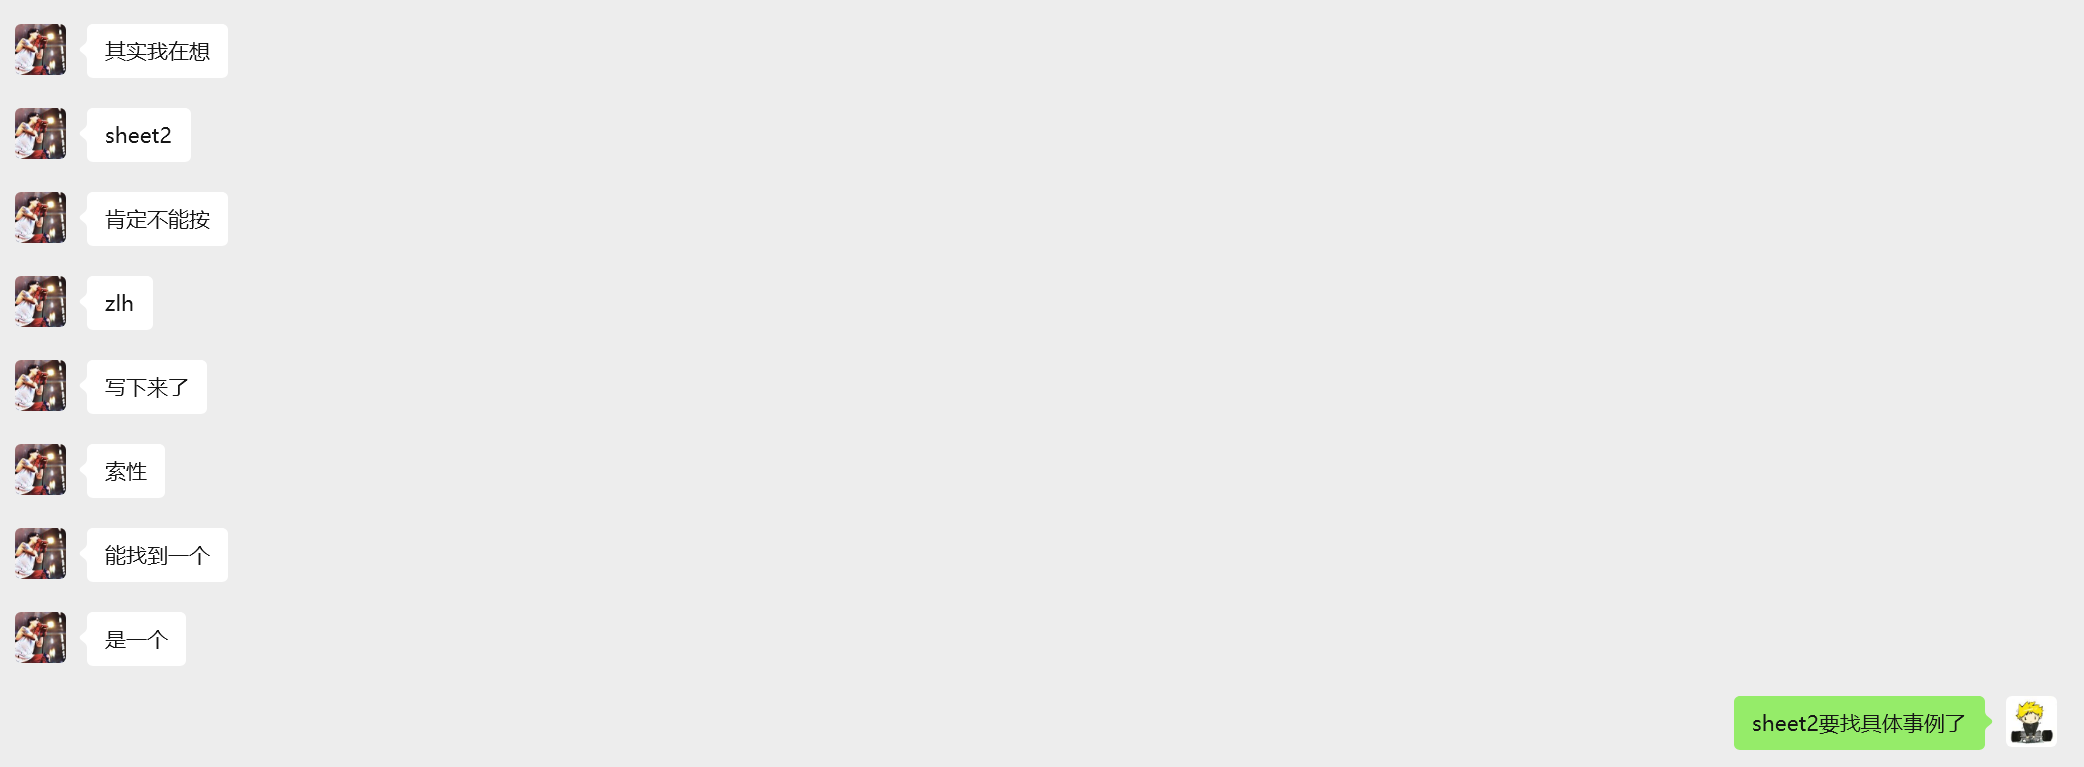 其实我在想
sheet2
肯定不能按
zlh
写下来了
索性
能找到一个
是一个
sheet2要找具体事例了